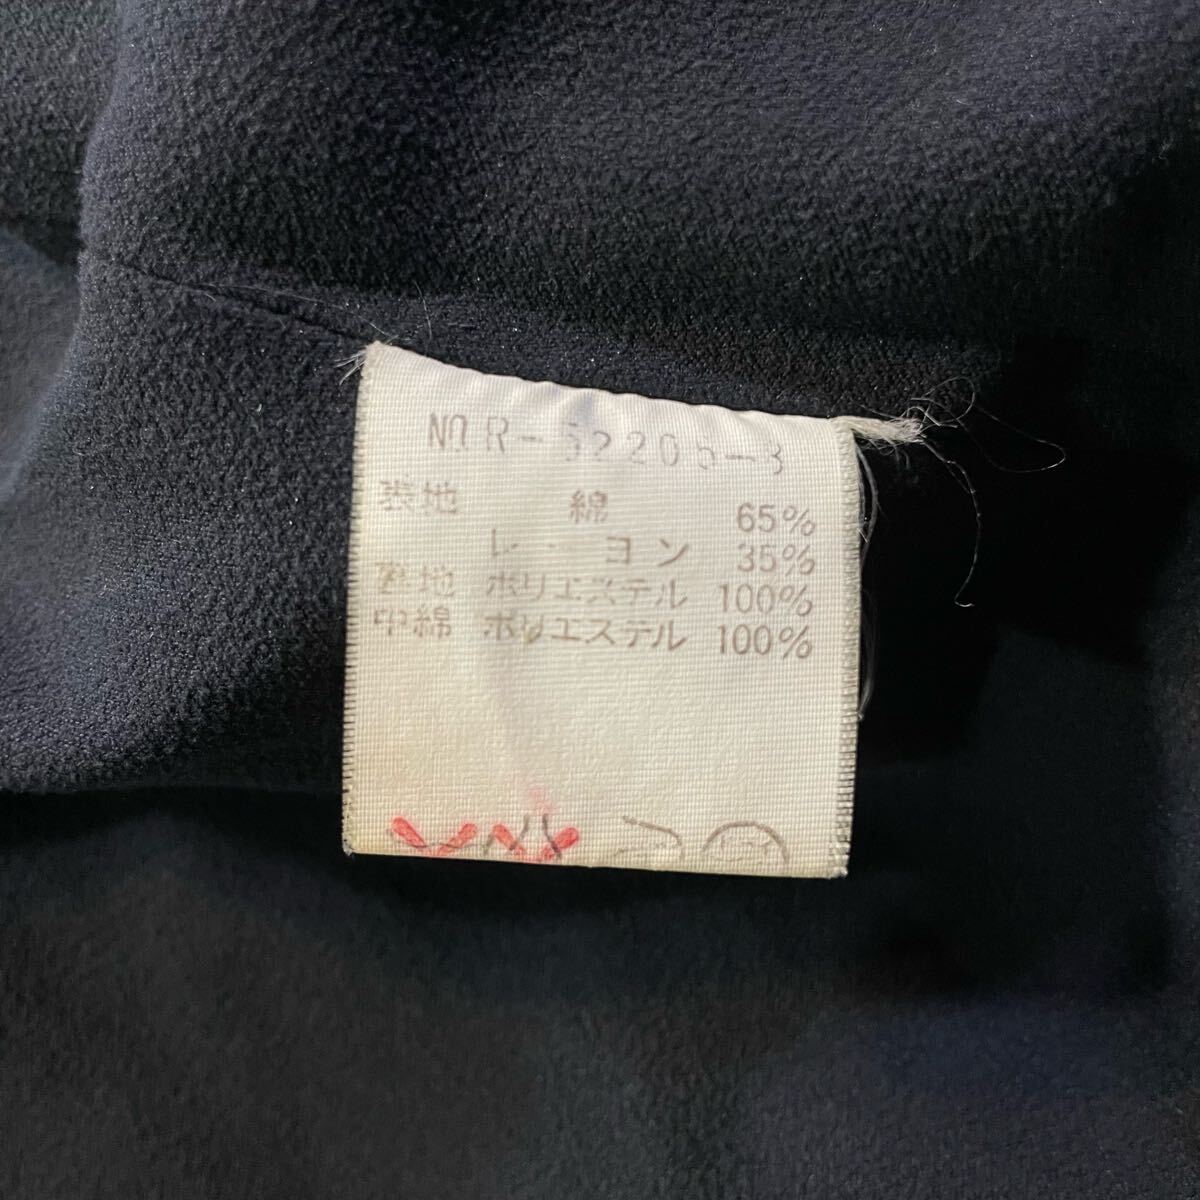 No. R-52205-3
表地 綿 65%
レーヨン 35%
裏地 ポリエステル 100%
中綿 ポリエステル 100%